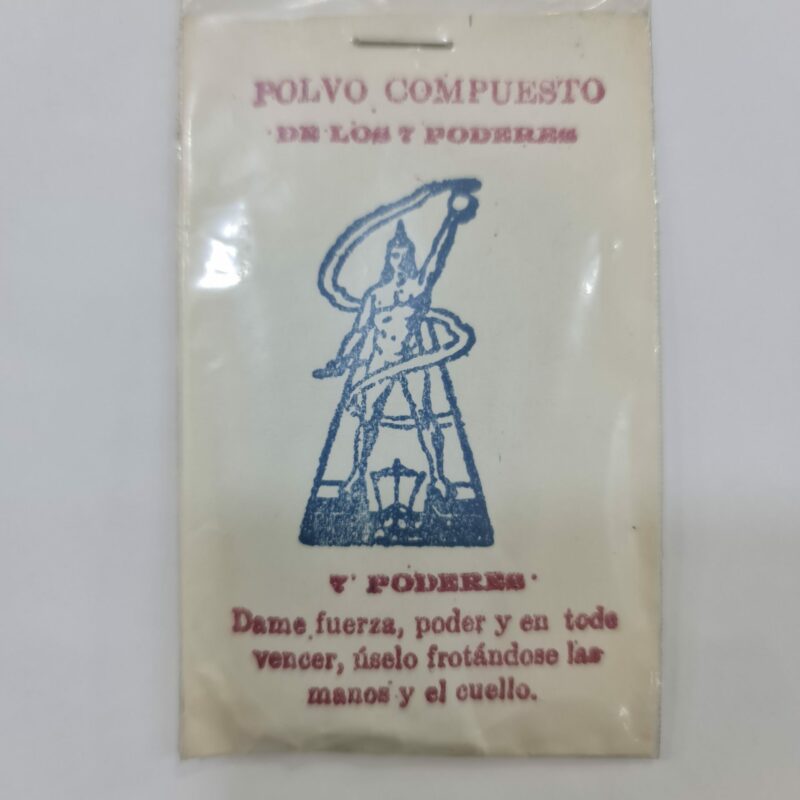 POLVO COMPUESTO
DE LOS 7 PODERES
7 PODERES
Dame fuerza, poder y en todo
vencer, úselo frotándose las
manos y el cuello.